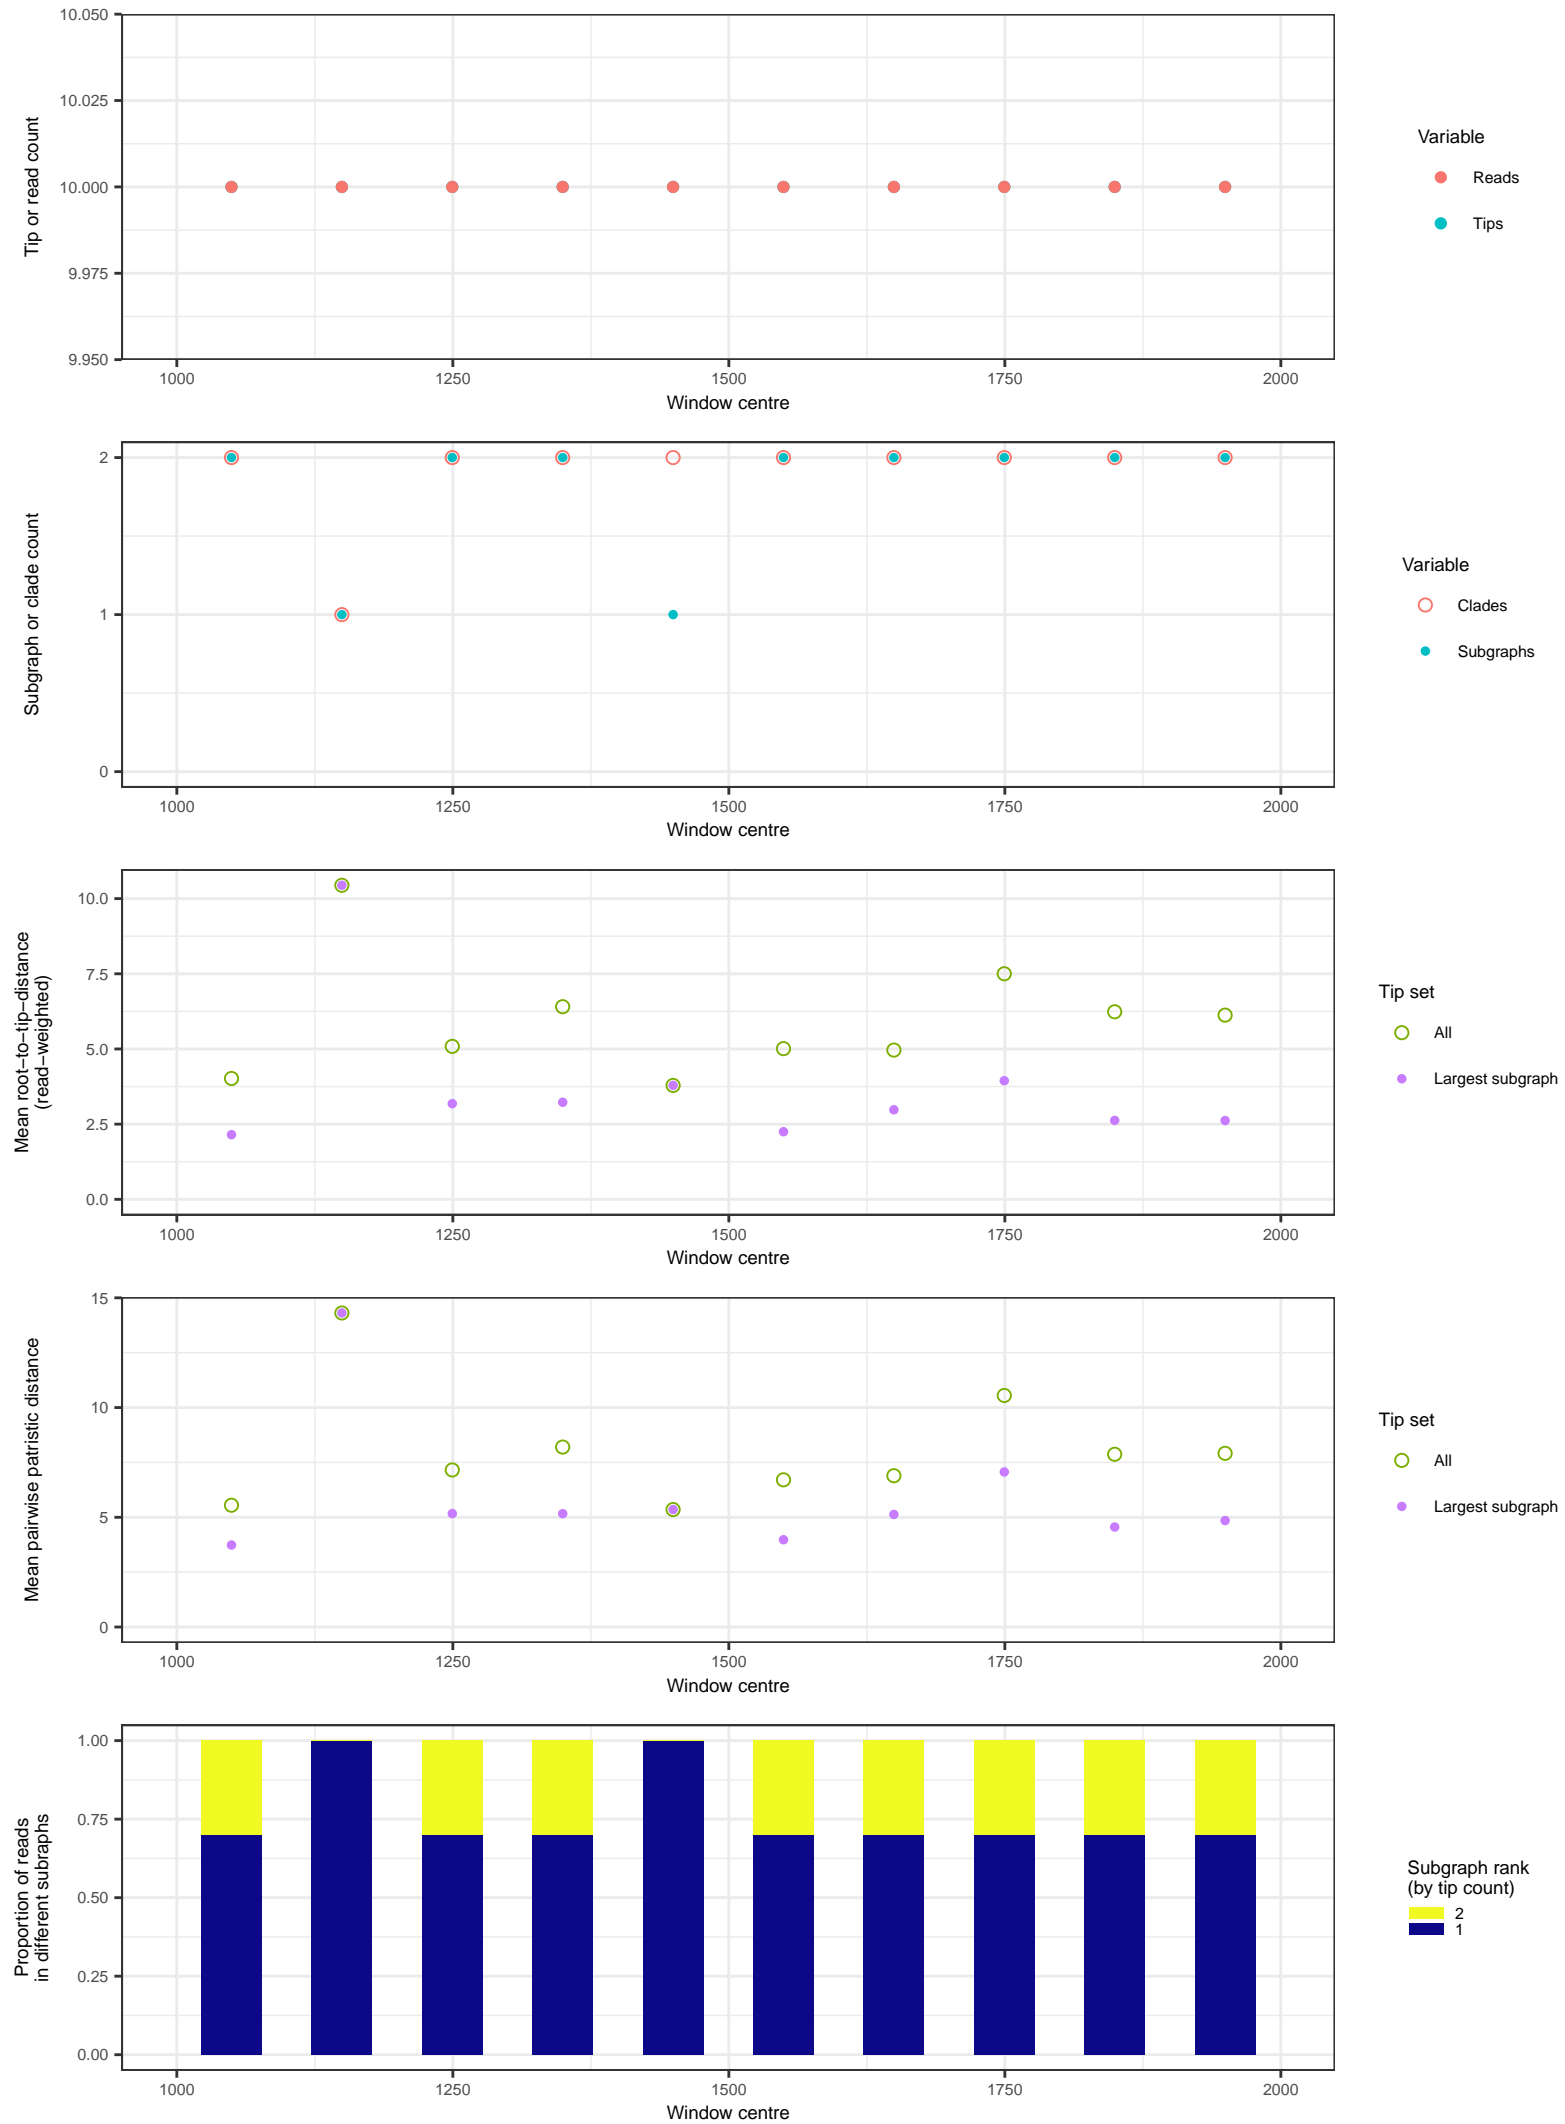 10.050
10.025
10.000
9.975
9.950
Tip or read count
1000 1250 1500 1750 2000
Window centre
Variable
Reads
Tips
2
1
0
Subgraph or clade count
1000 1250 1500 1750 2000
Window centre
Variable
Clades
Subgraphs
10.0
7.5
5.0
2.5
0.0
Mean root−to−tip−distance
(read−weighted)
1000 1250 1500 1750 2000
Window centre
Tip set
All
Largest subgraph
15
10
5
0
Mean pairwise patristic distance
1000 1250 1500 1750 2000
Window centre
Tip set
All
Largest subgraph
1.00
0.75
0.50
0.25
0.00
Proportion of reads
in different subraphs
1000 1250 1500 1750 2000
Window centre
Subgraph rank
(by tip count)
2
1